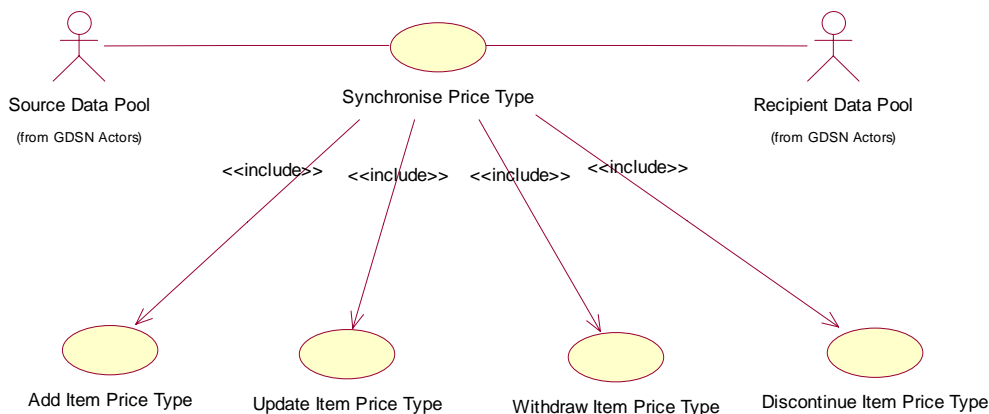 Source Data Pool
(from GDSN Actors)
Synchronise Price Type
Recipient Data Pool
(from GDSN Actors)
<<include>>
<<include>>
<<include>>
<<include>>
Add Item Price Type
Update Item Price Type
Withdraw Item Price Type
Discontinue Item Price Type